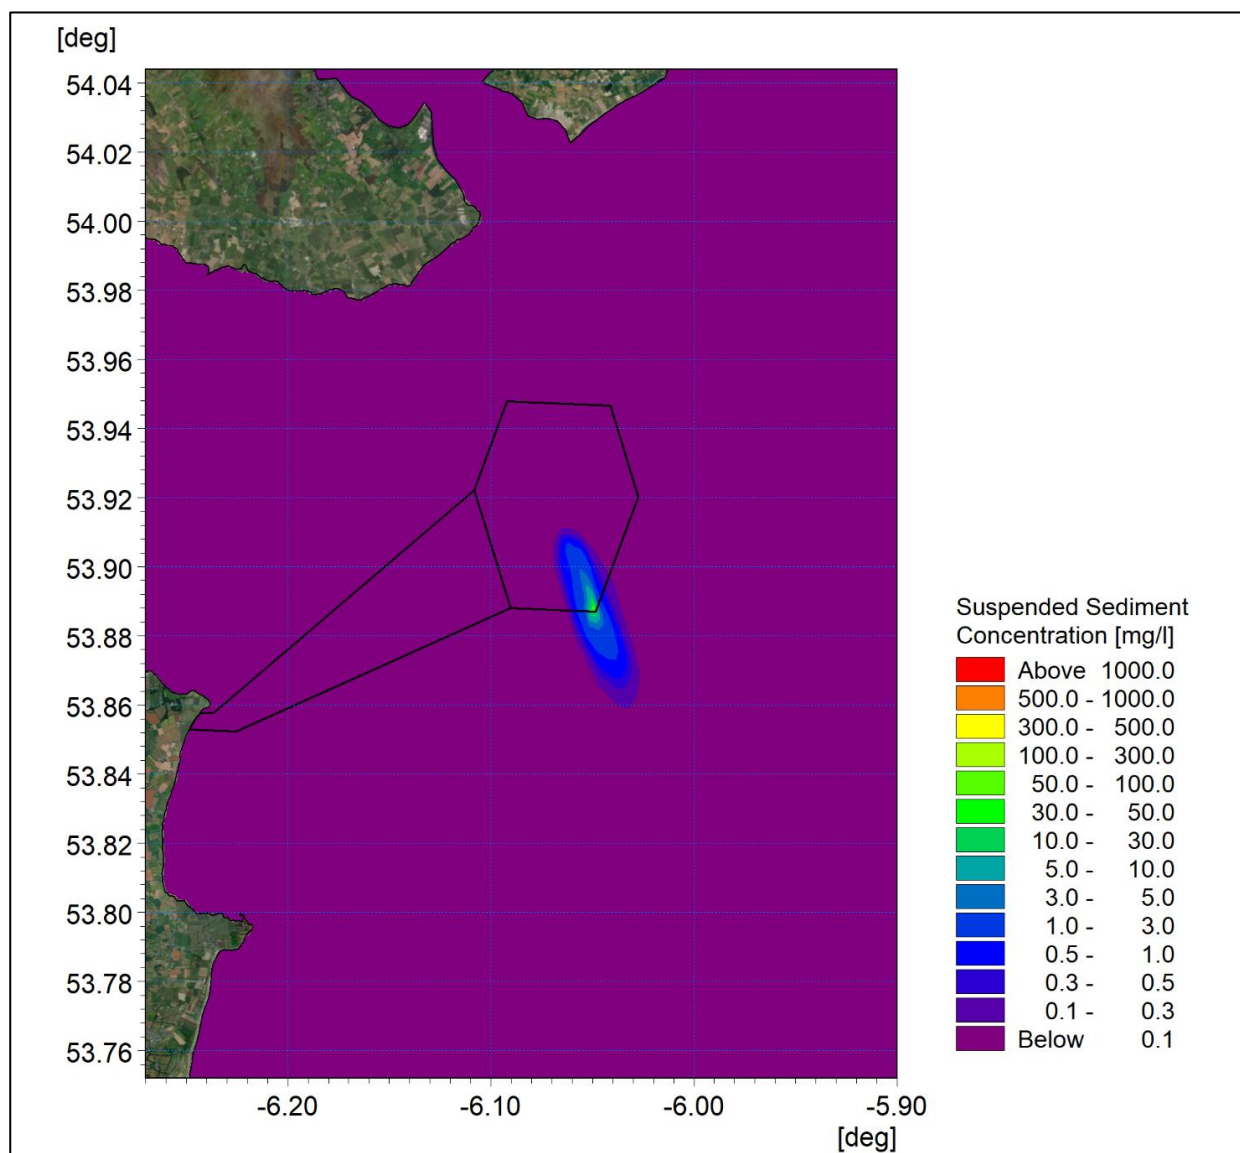 [deg]
54.04
54.02
54.00
53.98
53.96
53.94
53.92
53.90
53.88
53.86
53.84
53.82
53.80
53.78
53.76
-6.20 -6.10 -6.00 -5.90
[deg]
Suspended Sediment
Concentration [mg/l]
Above 1000.0
500.0 - 1000.0
300.0 - 500.0
100.0 - 300.0
50.0 - 100.0
30.0 - 50.0
10.0 - 30.0
5.0 - 10.0
3.0 - 5.0
1.0 - 3.0
0.5 - 1.0
0.3 - 0.5
0.1 - 0.3
Below 0.1